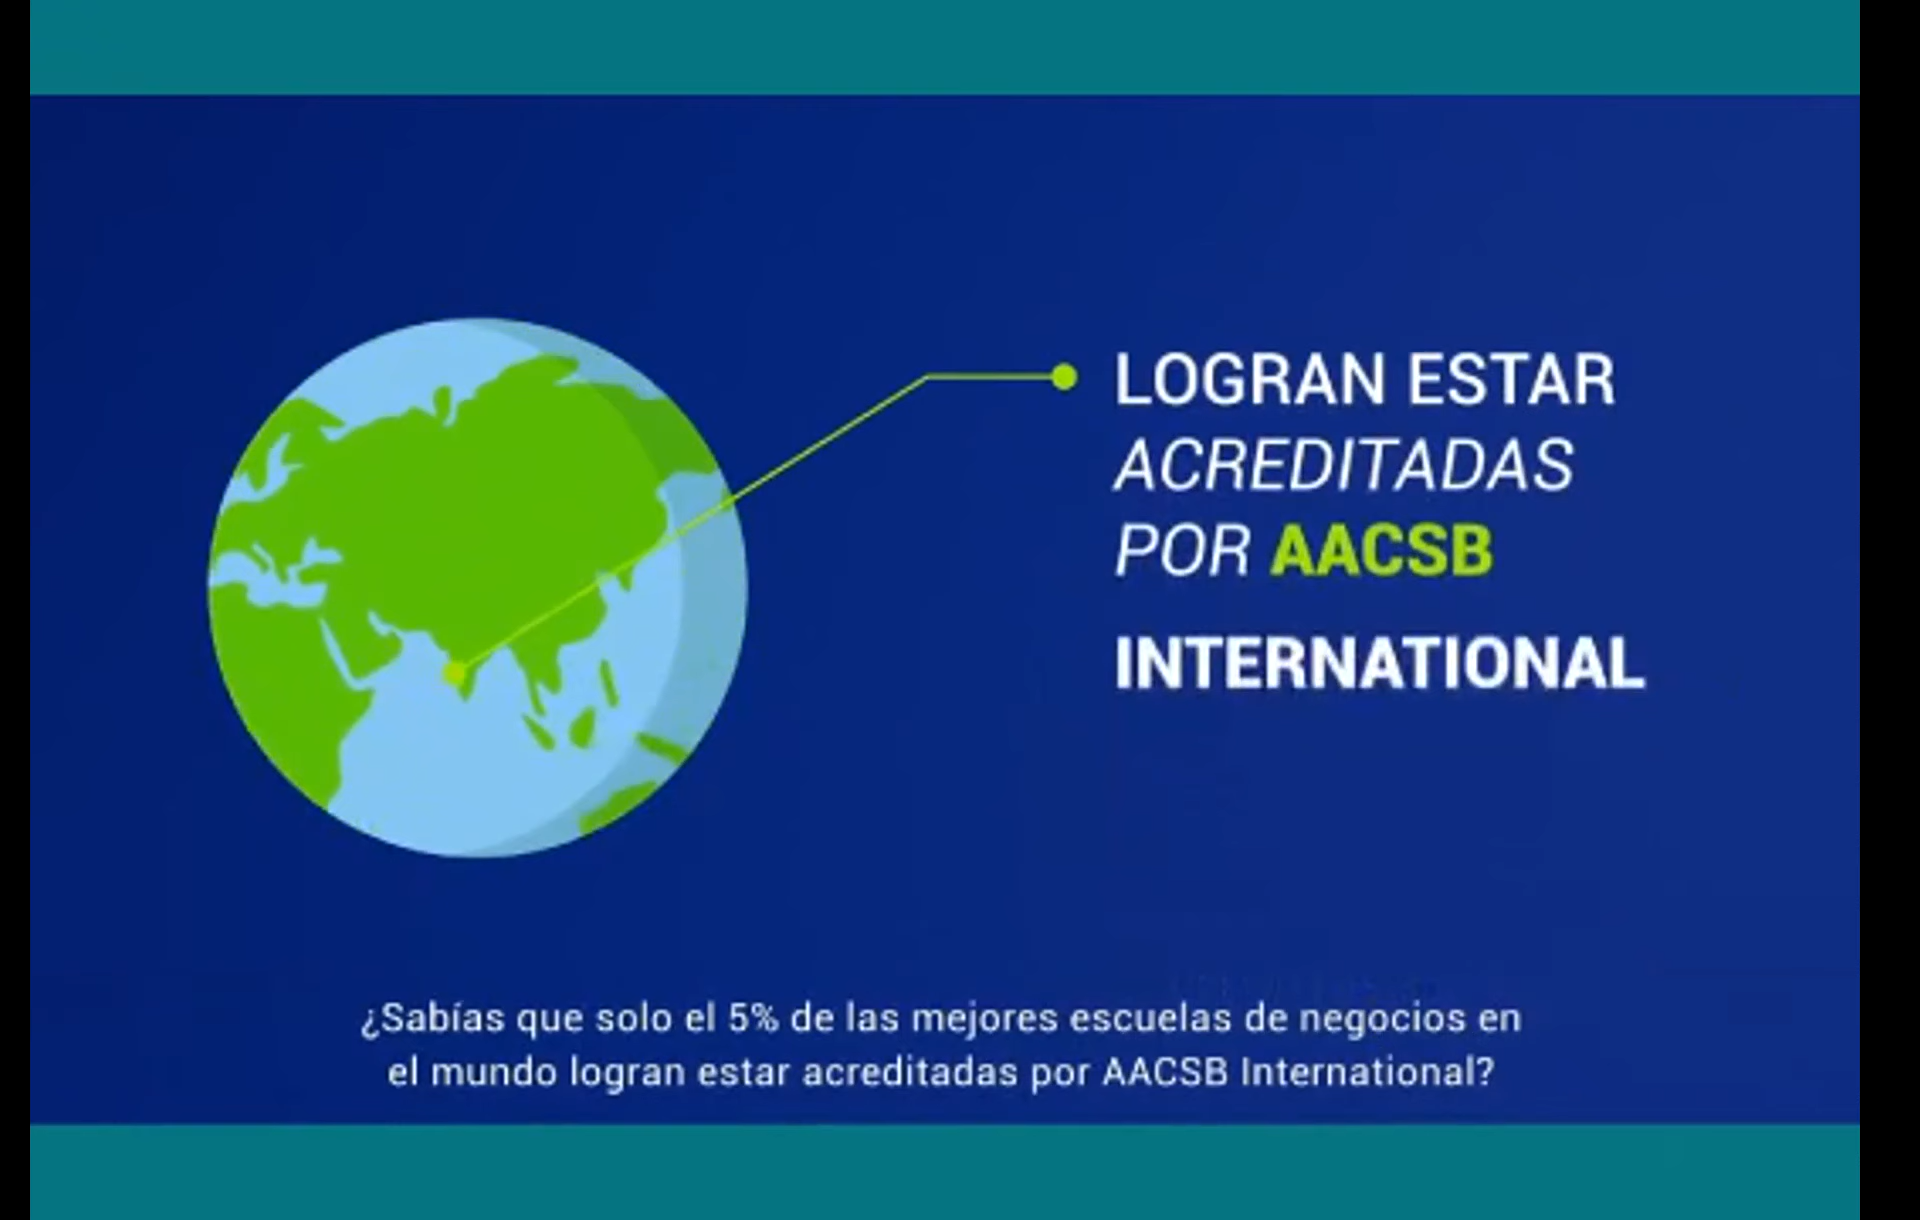 LOGRAN ESTAR
ACREDITADAS
POR AACSB
INTERNATIONAL
¿Sabías que solo el 5% de las mejores escuelas de negocios en
el mundo logran estar acreditadas por AACSB International?